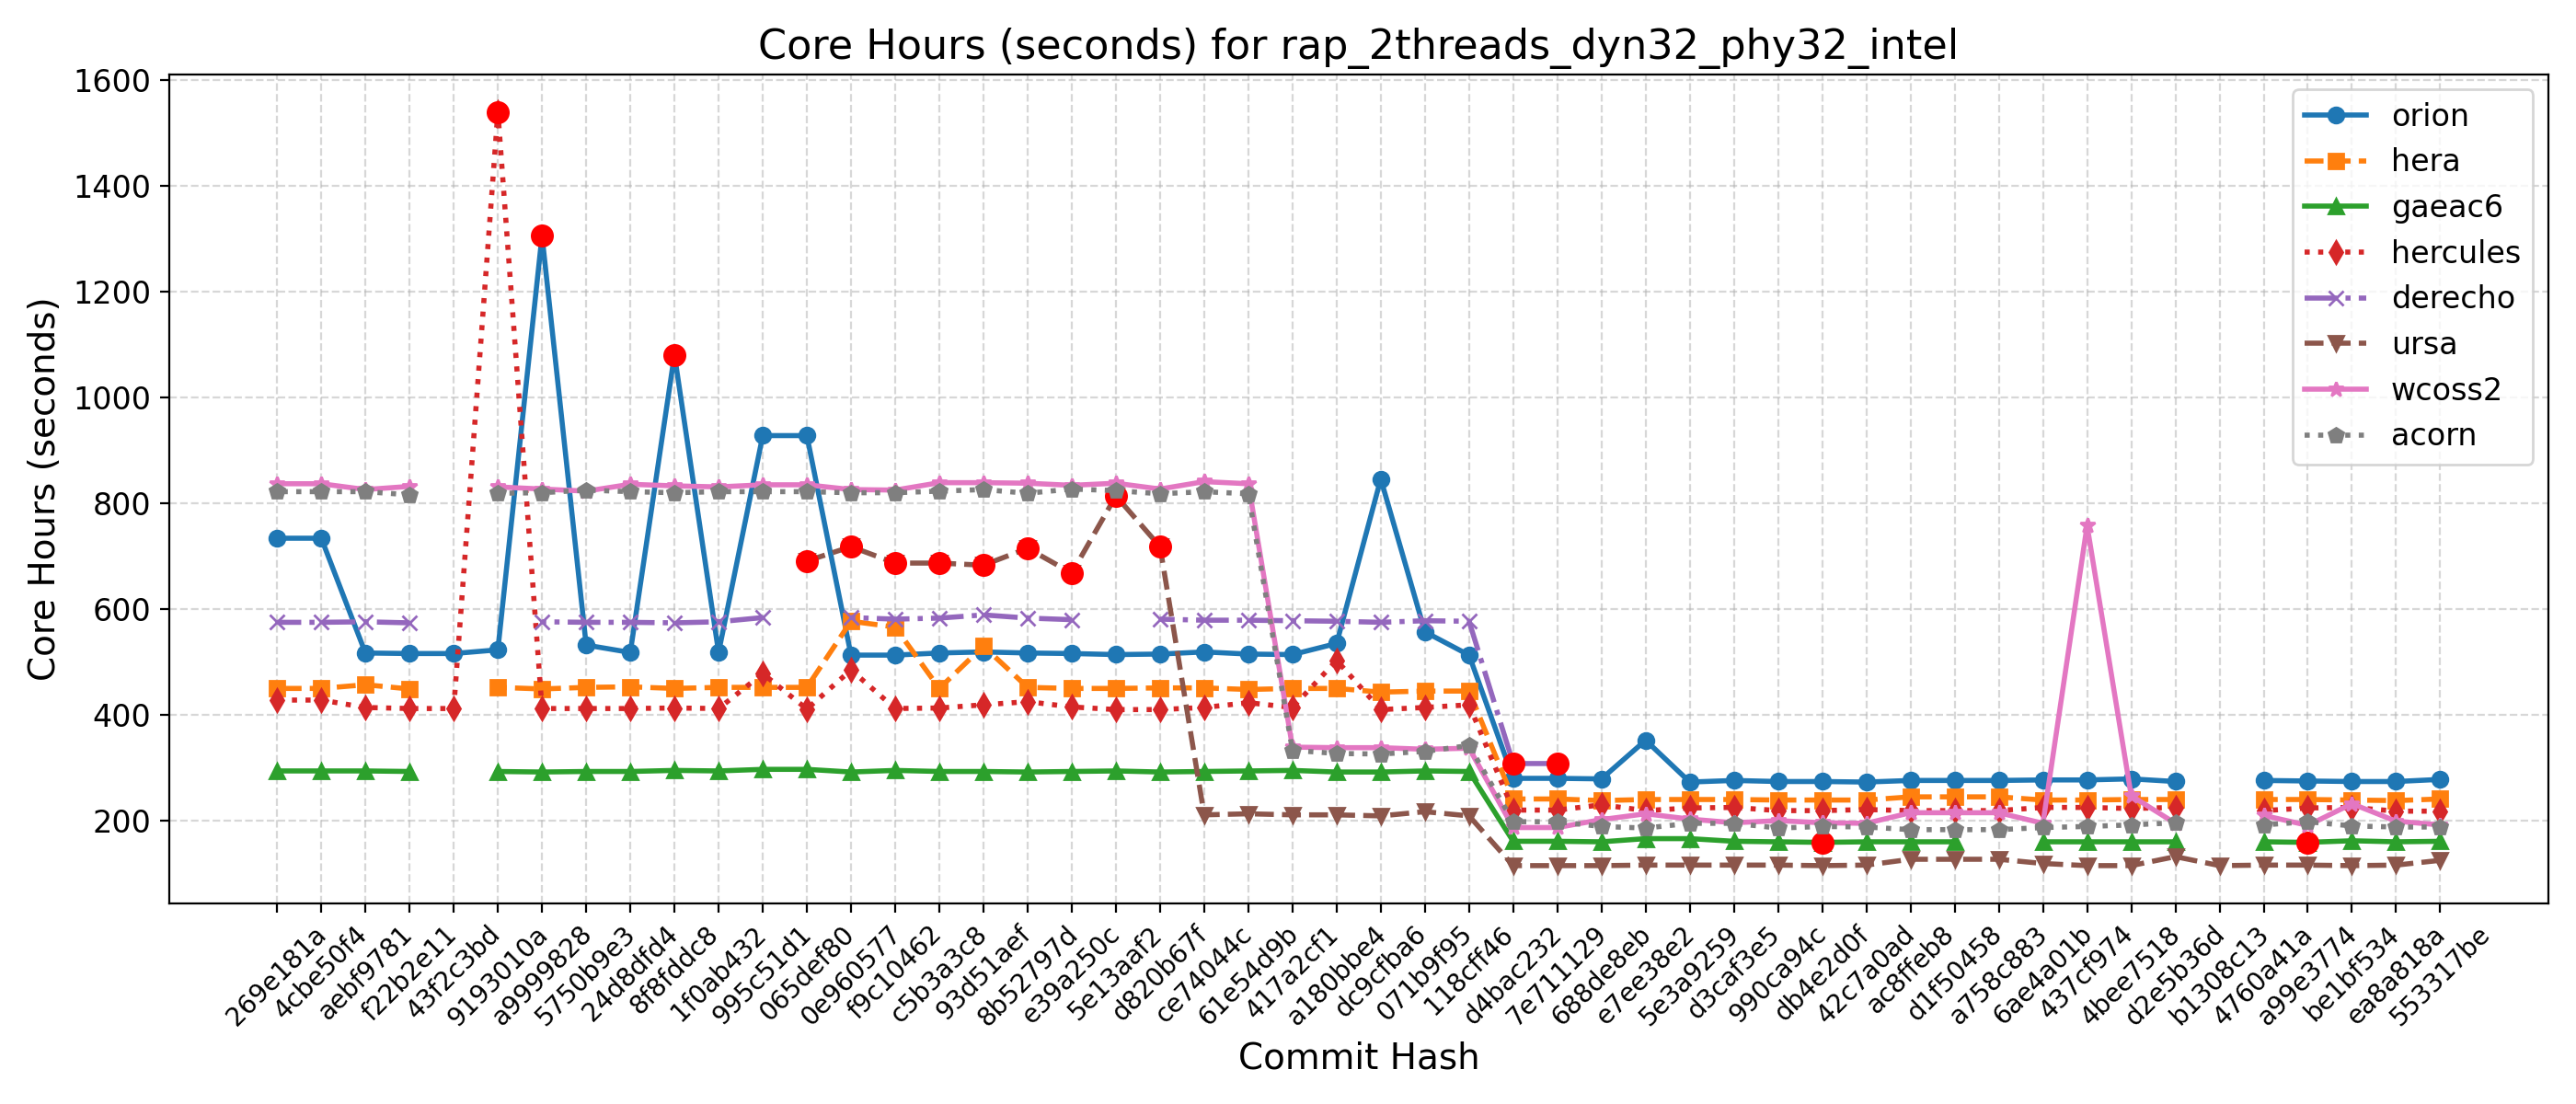 Core Hours (seconds) for rap_2threads_dyn32_phy32_intel
Core Hours (seconds)
1600
1400
1200
1000
800
600
400
200
orion
hera
gaeac6
hercules
derecho
ursa
wcoss2
acorn
269e181a
4cbe50f4
aebf9781
f22b2e11
43f2c3bd
9193010a
a9999828
5750b9e3
24d8dfd4
8f8fddc8
1f0ab432
995c51d1
065def80
0e960577
f9c10462
c5b3a3c8
93d51aef
8b52797d
e39a250c
5e13aaf2
d820b67f
ce74044c
61e54d9b
417a2cf1
a180bbe4
dc9cfba6
071b9f95
118cff46
d4bac232
7e711129
688de8eb
e7ee38e2
5e3a9259
d3caf3e5
990ca94c
db4e2d0f
42c7a0ad
ac8ffeb8
d1f50458
a758c883
6ae4a01b
437cf974
4bee7518
d2e5b36d
b1308c13
4760a41a
a99e3774
be1bf534
ea8a818a
553317be
Commit Hash